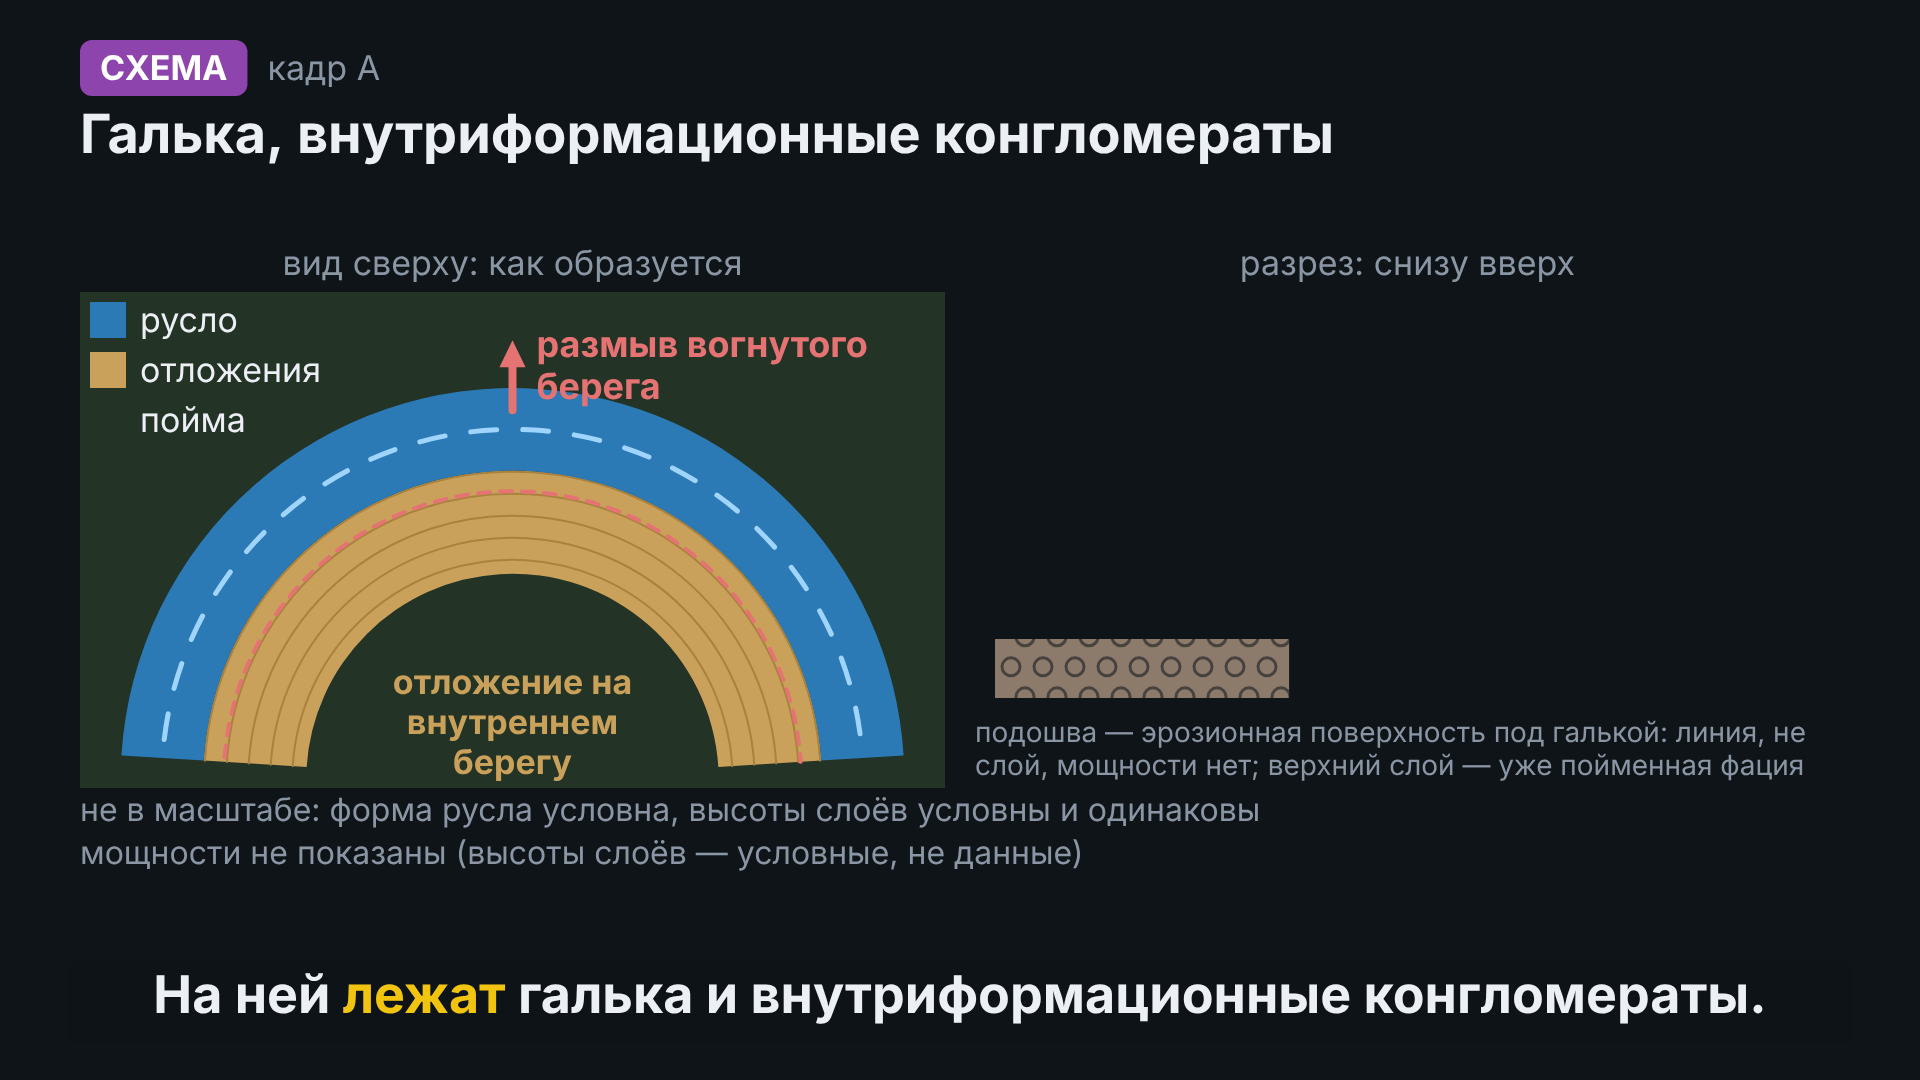 СХЕМА кадр А
Галька, внутриформационные конгломераты
вид сверху: как образуется
разрез: снизу вверх
русло
отложения
пойма
размыв вогнутого
берега
отложение на
внутреннем
берегу
подошва — эрозионная поверхность под галькой: линия, не
слой, мощности нет; верхний слой — уже пойменная фация
не в масштабе: форма русла условна, высоты слоёв условны и одинаковы
мощности не показаны (высоты слоёв — условные, не данные)
На ней лежат галька и внутриформационные конгломераты.